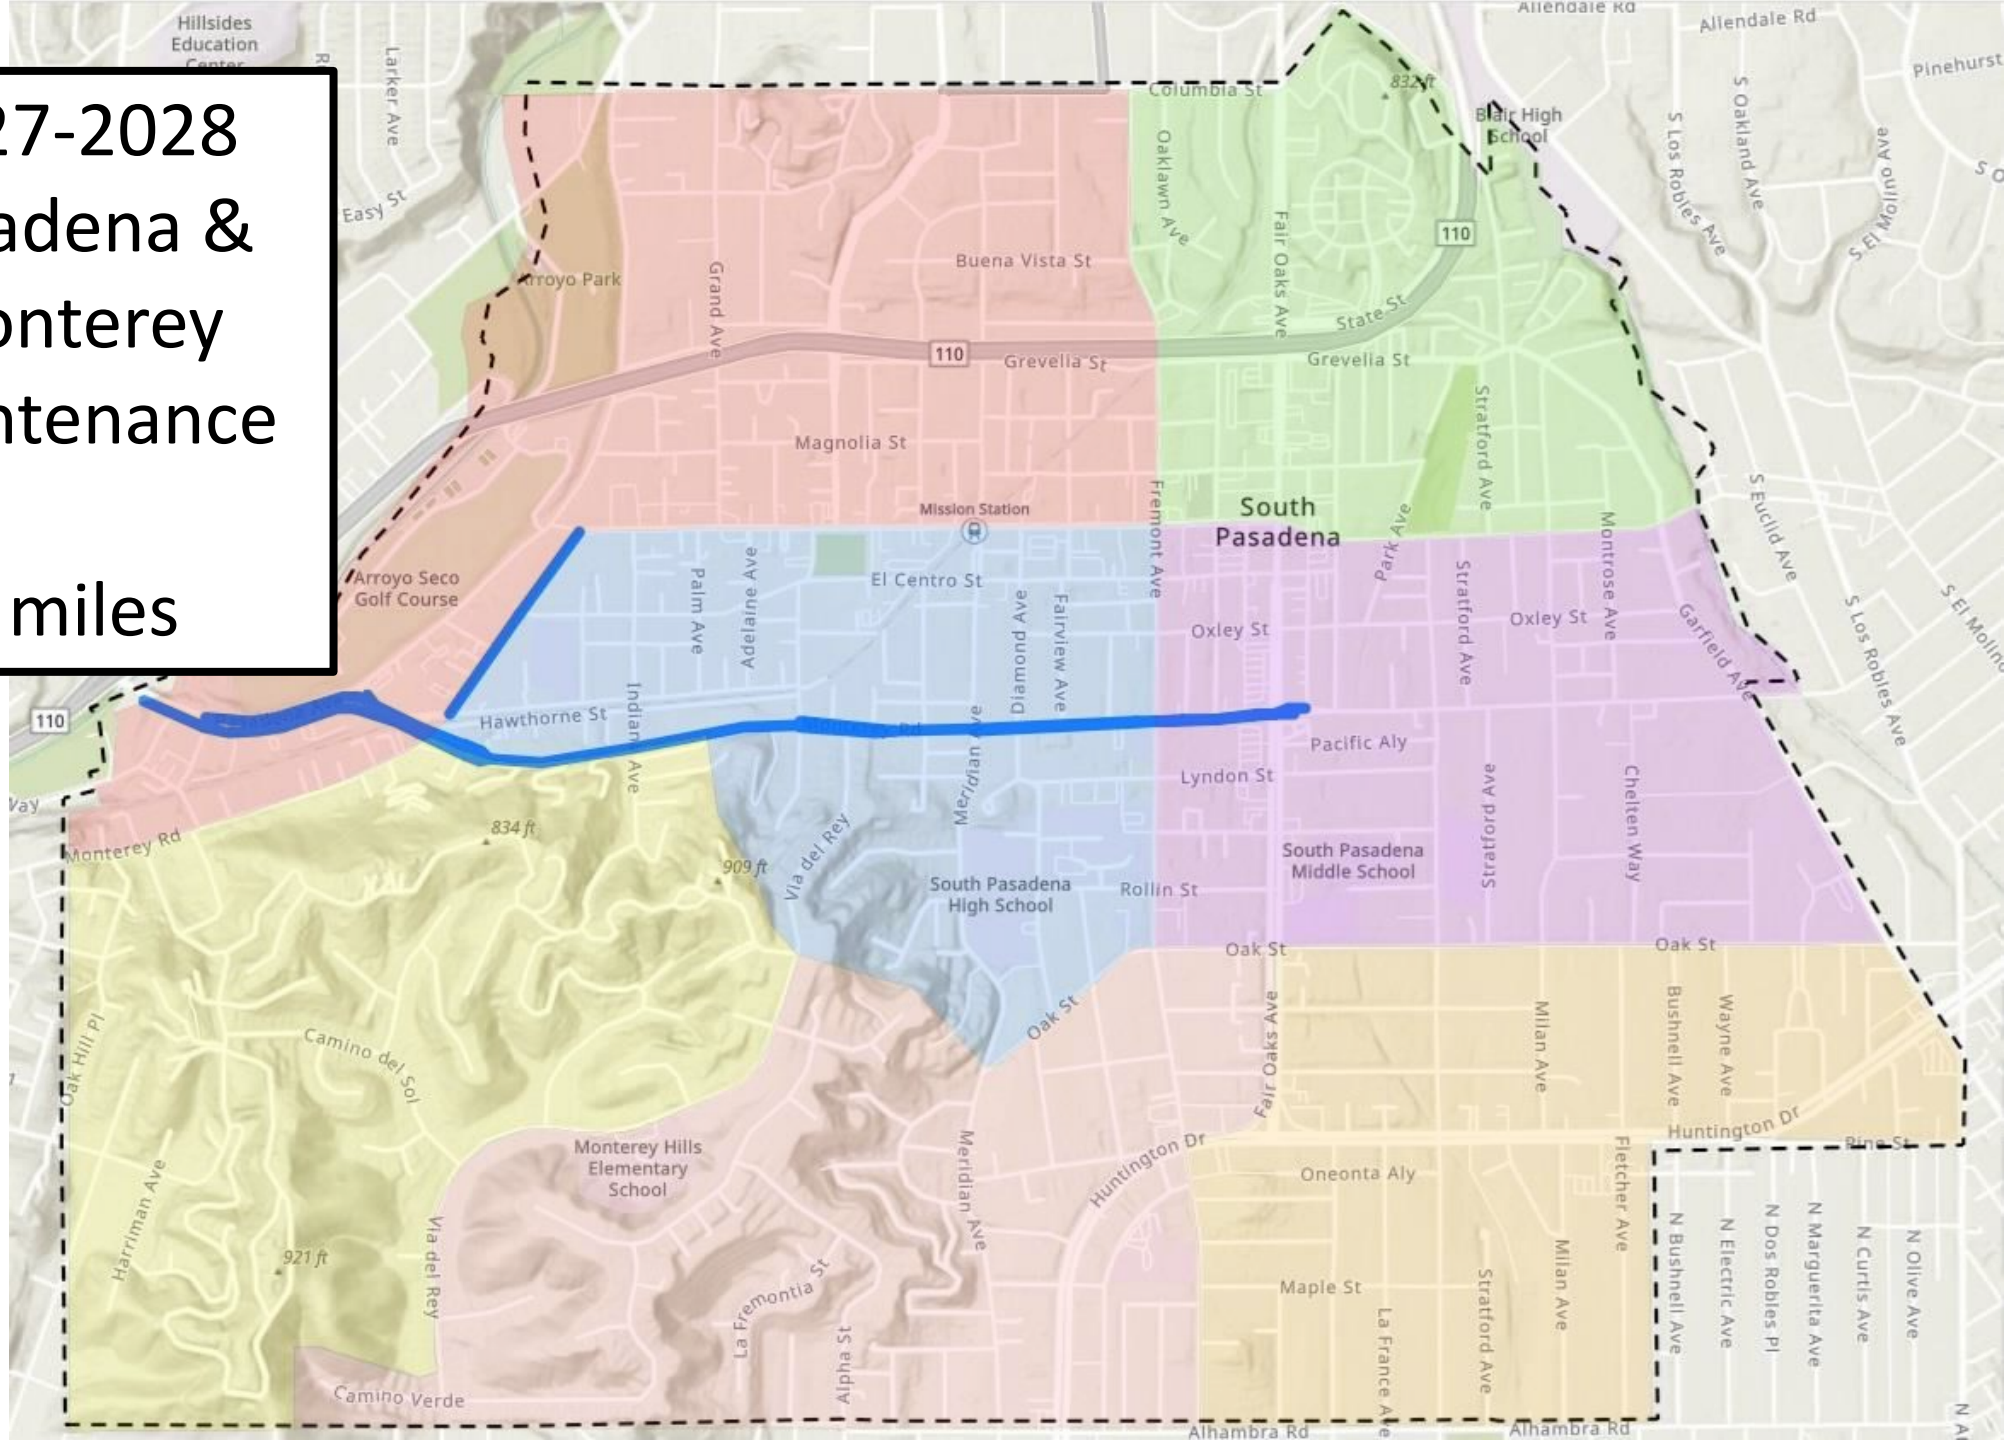 27-2028
adena &
onterey
ntenance
miles
Hillsides
Education
Center
Larker Ave
Easy St
Allendale Rd
Allendale Rd
Pinehurst
Columbia St
832 ft
Blair High
School
S Oakland Ave
S Los Robles Ave
S El Molino Ave
Oaklawn Ave
Fair Oaks Ave
110
Arroyo Park
Grand Ave
Buena Vista St
State St
110
Grevelia St
Grevelia St
Stratford Ave
Magnolia St
Mission Station
Fremont Ave
South
Pasadena
Park Ave
Montrose Ave
S Euclid Ave
Arroyo Seco
Golf Course
Palm Ave
Adelaine Ave
El Centro St
Diamond Ave
Fairview Ave
Oxley St
Stratford Ave
Oxley St
Garfield Ave
S Los Robles Ave
S El Molino
110
Hawthorne St
Indiana Ave
Monterey Rd
Meridian Ave
Pacific Aly
Lyndon St
Stratford Ave
Chelten Way
Way
Monterey Rd
834 ft
909 ft
Via del Rey
South Pasadena
High School
Rollin St
South Pasadena
Middle School
Oak St
Oak St
Oak St
Oak Hill Pl
Camino del Sol
Fair Oaks Ave
Milan Ave
Bushnell Ave
Wayne Ave
Huntington Dr
Pine St
Monterey Hills
Elementary
School
Meridian Ave
Huntington Dr
Oneonta Aly
Fletcher Ave
Harriman Ave
921 ft
Via del Rey
La Fremontia St
Alpha St
Maple St
La France Ave
Stratford Ave
Milan Ave
N Bushnell Ave
N Electric Ave
N Dos Robles Pl
N Marguerita Ave
N Curtis Ave
N Olive Ave
Camino Verde
Alhambra Rd
Alhambra Rd